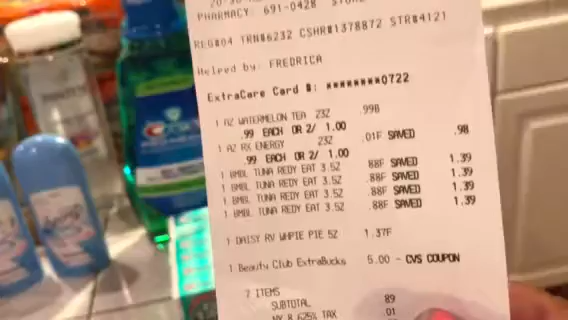 PHARMACY: 691-0428 STORE
REG#04 TRN#6232 CSHR#1378872 STR#4121
Helped by: FREDRICA
ExtraCare Card #: ********0722
1 AZ WATERMELON TEA 23Z .99B
.99 EACH OR 2/ 1.00
1 AZ RX ENERGY 23Z .01F SAVED .98
.99 EACH OR 2/ 1.00
1 BMBL TUNA REDY EAT 3.5Z .88F SAVED 1.39
1 BMBL TUNA REDY EAT 3.5Z .88F SAVED 1.39
1 BMBL TUNA REDY EAT 3.5Z .88F SAVED 1.39
1 BMBL TUNA REDY EAT 3.5Z .88F SAVED 1.39
1 DAISY RV WHPIE PIE 5Z 1.37F
1 Beauty Club ExtraBucks 5.00 - CVS COUPON
7 ITEMS
SUBTOTAL 89
NY 8.625% TAX .01
Crest